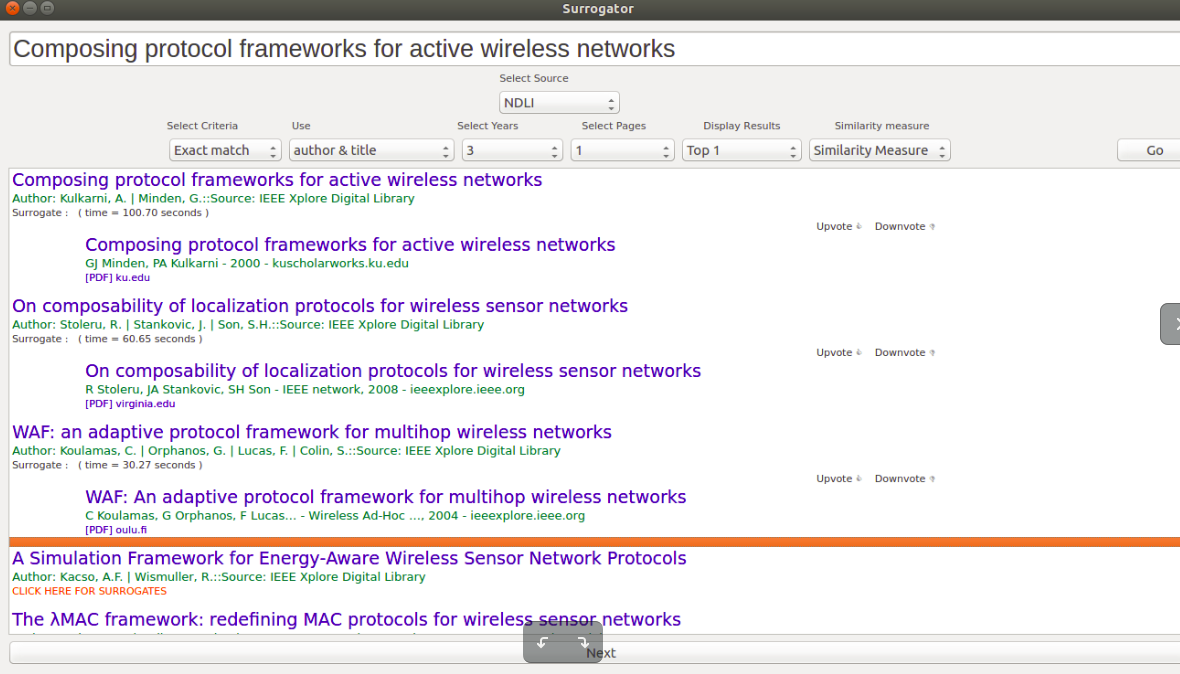 Surrogator
Composing protocol frameworks for active wireless networks
Select Source
NDLI
Select Criteria Use Select Years Select Pages Display Results Similarity measure
Exact match author & title 3 1 Top 1 Similarity Measure Go
Composing protocol frameworks for active wireless networks
Author: Kulkarni, A. | Minden, G.::Source: IEEE Xplore Digital Library
Surrogate : ( time = 100.70 seconds )
Upvote Downvote
Composing protocol frameworks for active wireless networks
GJ Minden, PA Kulkarni - 2000 - kuscholarworks.ku.edu
[PDF] ku.edu
On composability of localization protocols for wireless sensor networks
Author: Stoleru, R. | Stankovic, J. | Son, S.H.::Source: IEEE Xplore Digital Library
Surrogate : ( time = 60.65 seconds )
Upvote Downvote
On composability of localization protocols for wireless sensor networks
R Stoleru, JA Stankovic, SH Son - IEEE network, 2008 - ieeexplore.ieee.org
[PDF] virginia.edu
WAF: an adaptive protocol framework for multihop wireless networks
Author: Koulamas, C. | Orphanos, G. | Lucas, F. | Colin, S.::Source: IEEE Xplore Digital Library
Surrogate : ( time = 30.27 seconds )
Upvote Downvote
WAF: An adaptive protocol framework for multihop wireless networks
C Koulamas, G Orphanos, F Lucas... - Wireless Ad-Hoc ..., 2004 - ieeexplore.ieee.org
[PDF] oulu.fi
A Simulation Framework for Energy-Aware Wireless Sensor Network Protocols
Author: Kacso, A.F. | Wismuller, R.::Source: IEEE Xplore Digital Library
CLICK HERE FOR SURROGATES
The λMAC framework: redefining MAC protocols for wireless sensor networks
Next